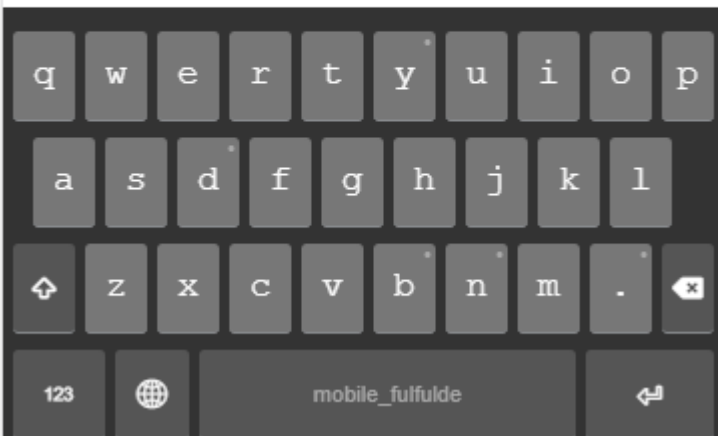 q w e r t y u i o p
a s d f g h j k l
z x c v b n m .
123 mobile_fulfulde